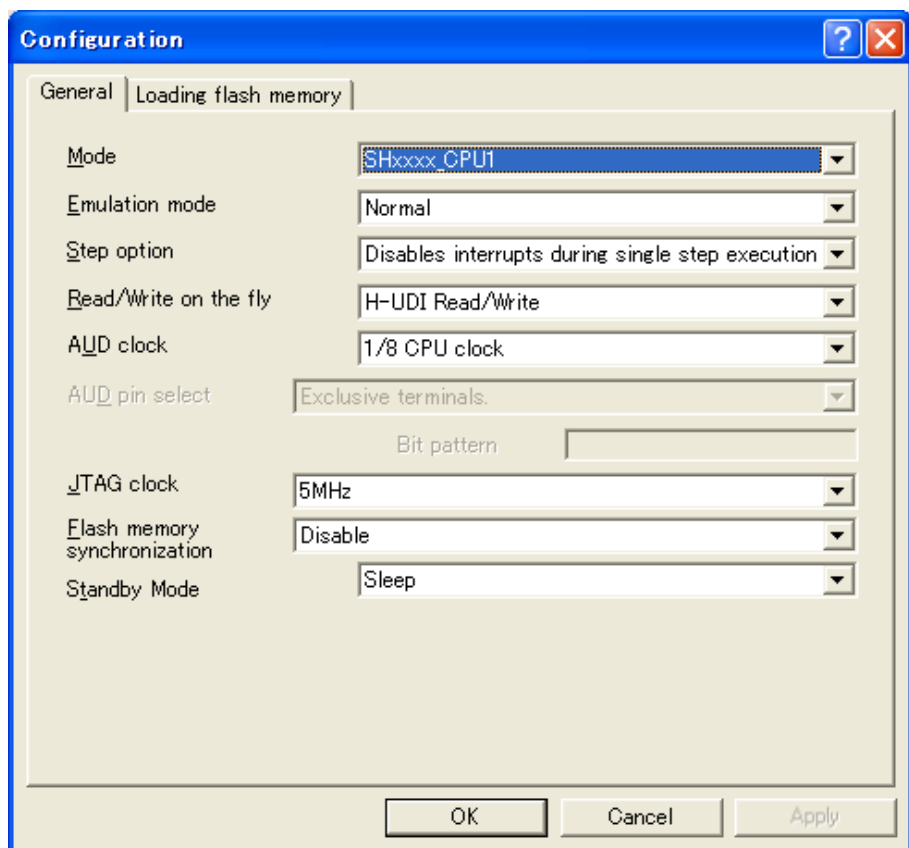 Configuration
General
Loading flash memory
Mode
SHxxxx_CPU1
Emulation mode
Normal
Step option
Disables interrupts during single step execution
Read/Write on the fly
H-UDI Read/Write
AUD clock
1/8 CPU clock
AUD pin select
Exclusive terminals.
Bit pattern
JTAG clock
5MHz
Flash memory
synchronization
Disable
Standby Mode
Sleep
OK
Cancel
Apply